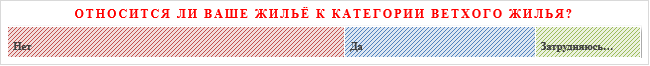 ОТНОСИТСЯ ЛИ ВАШЕ ЖИЛЬЁ К КАТЕГОРИИ ВЕТХОГО ЖИЛЬЯ?
Нет Да Затрудняюсь...